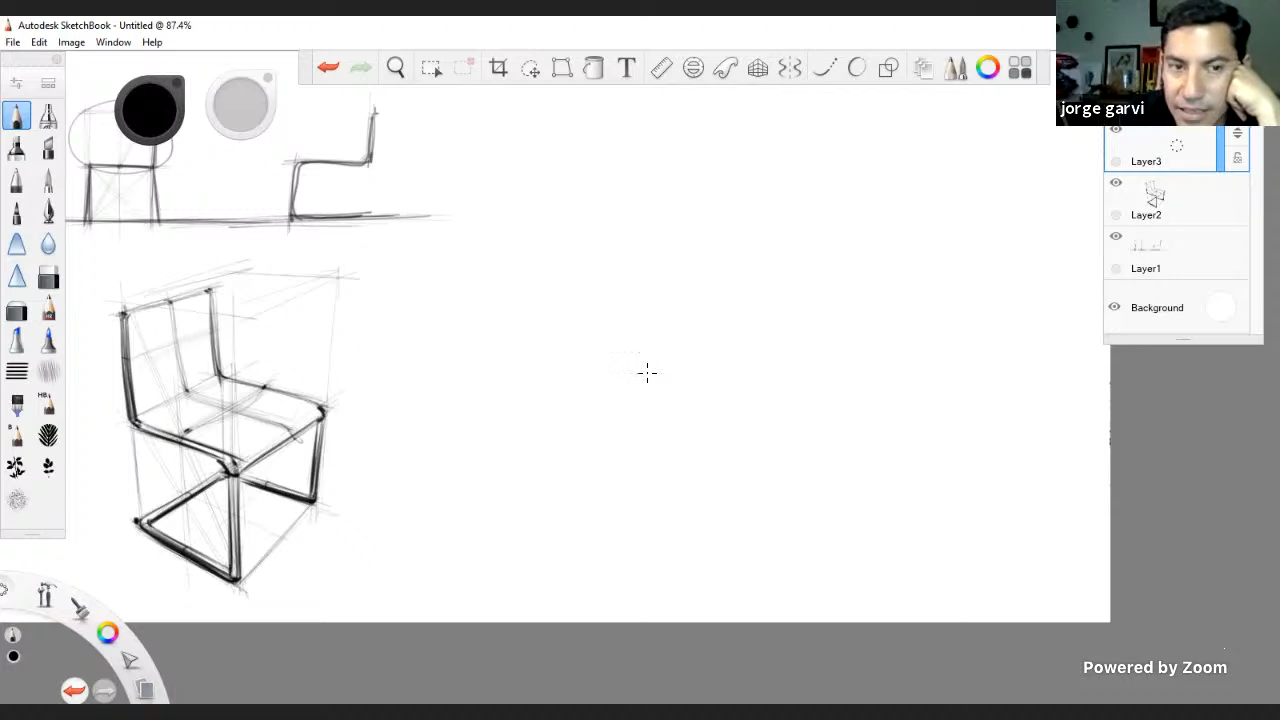 Autodesk SketchBook - Untitled @ 87.4%
File Edit Image Window Help
T
jorge garvi
Layer3
Layer2
Layer1
Background
HB
B
Powered by Zoom